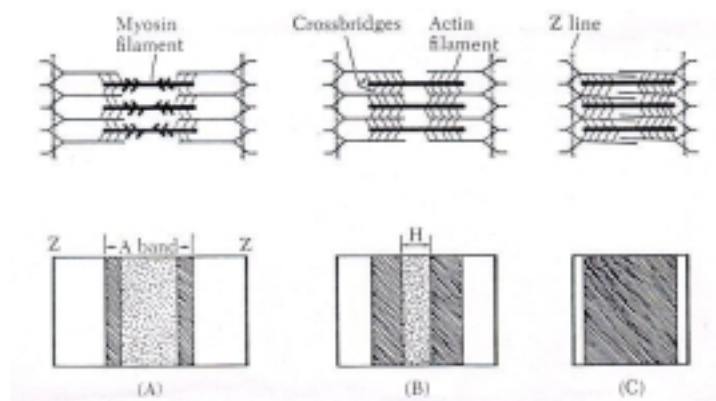 Myosin
filament
Crossbridges
Actin
filament
Z line
Z
A band
Z
H
(A)
(B)
(C)